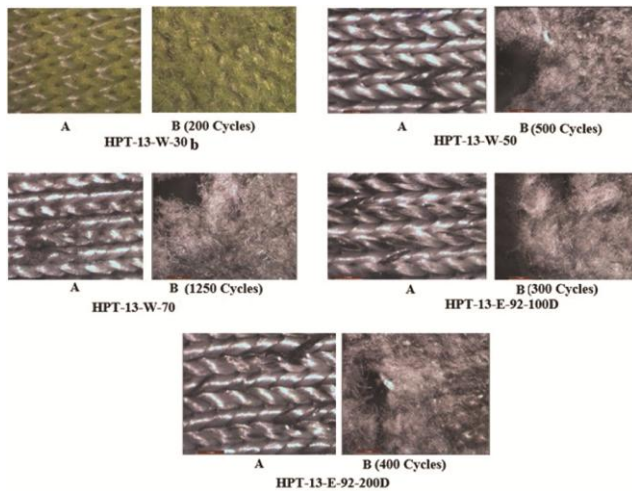 A B (200 Cycles)
HPT-13-W-30 b
A B (500 Cycles)
HPT-13-W-50
A B (1250 Cycles)
HPT-13-W-70
A B (300 Cycles)
HPT-13-E-92-100D
A B (400 Cycles)
HPT-13-E-92-200D